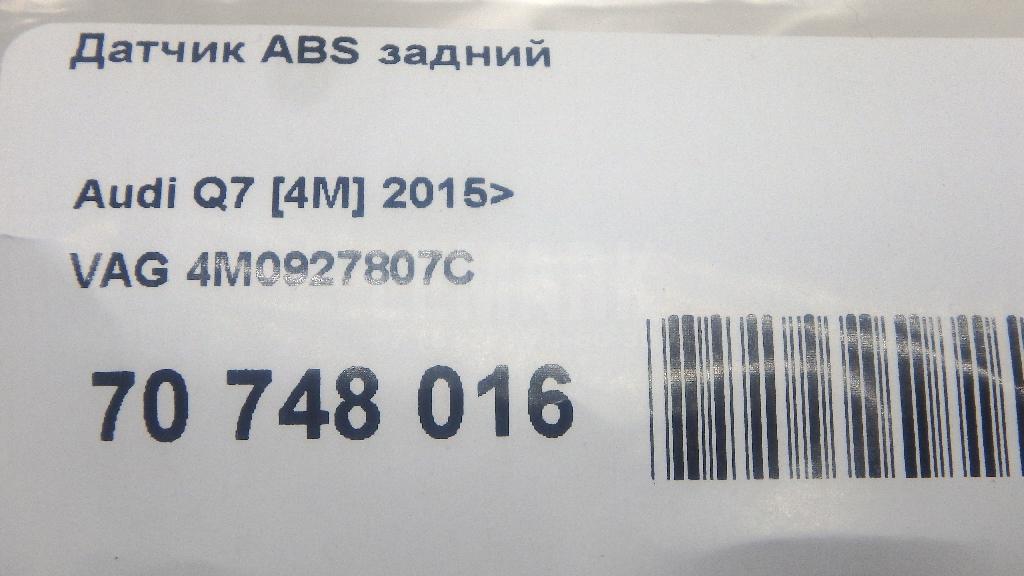 Датчик ABS задний
Audi Q7 [4M] 2015>
VAG 4M0927807C
70 748 016